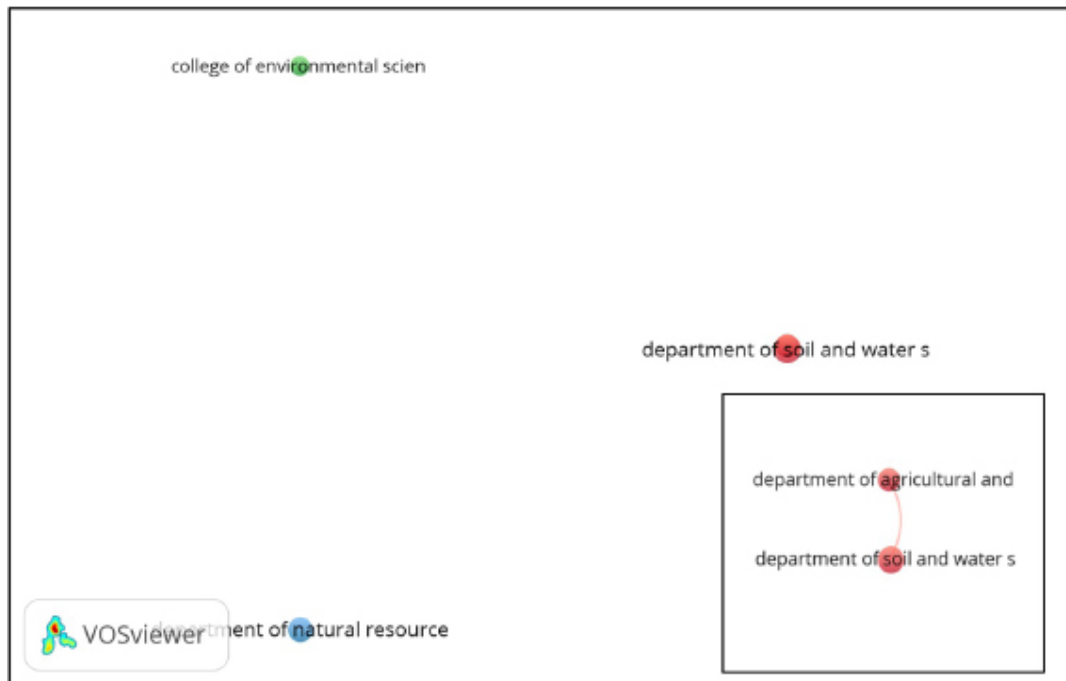 college of environmental scien
department of soil and water s
department of agricultural and
department of soil and water s
department of natural resource
VOSviewer